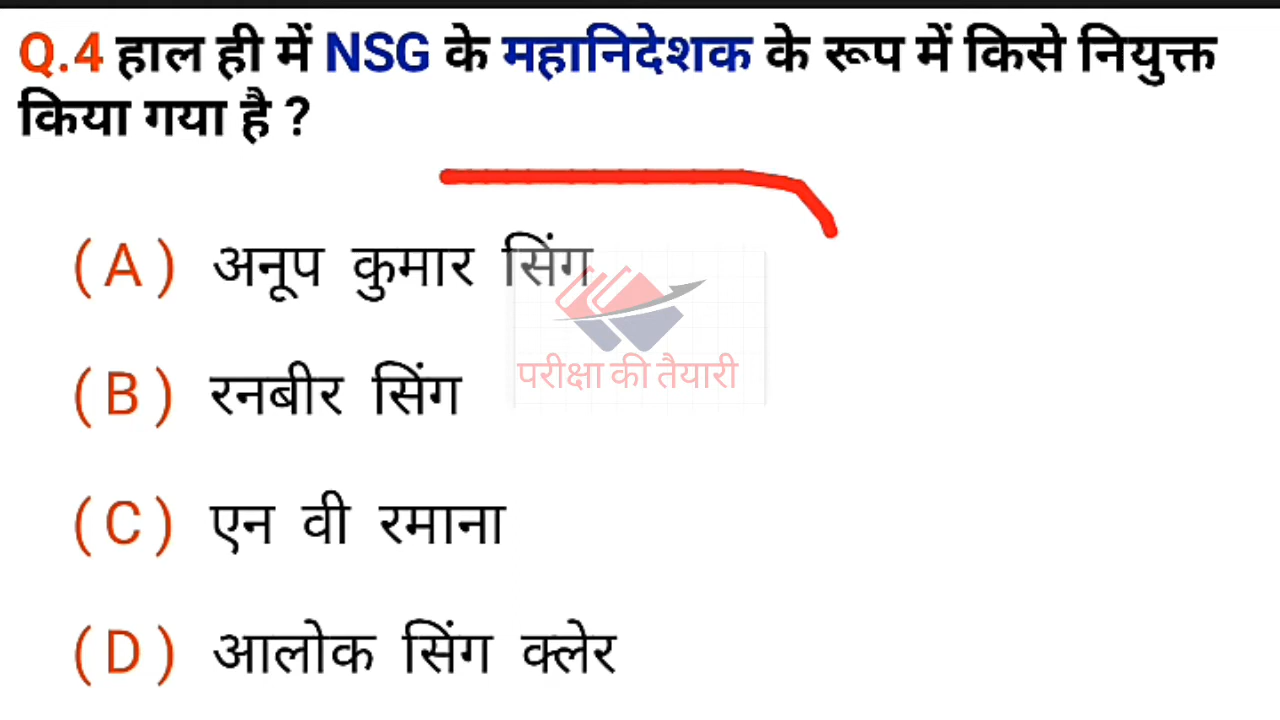 Q.4 हाल ही में NSG के महानिदेशक के रूप में किसे नियुक्त
किया गया है ?
(A) अनूप कुमार सिंग
परीक्षा की तैयारी
(B) रनबीर सिंग
(C) एन वी रमाना
(D) आलोक सिंग क्लेर